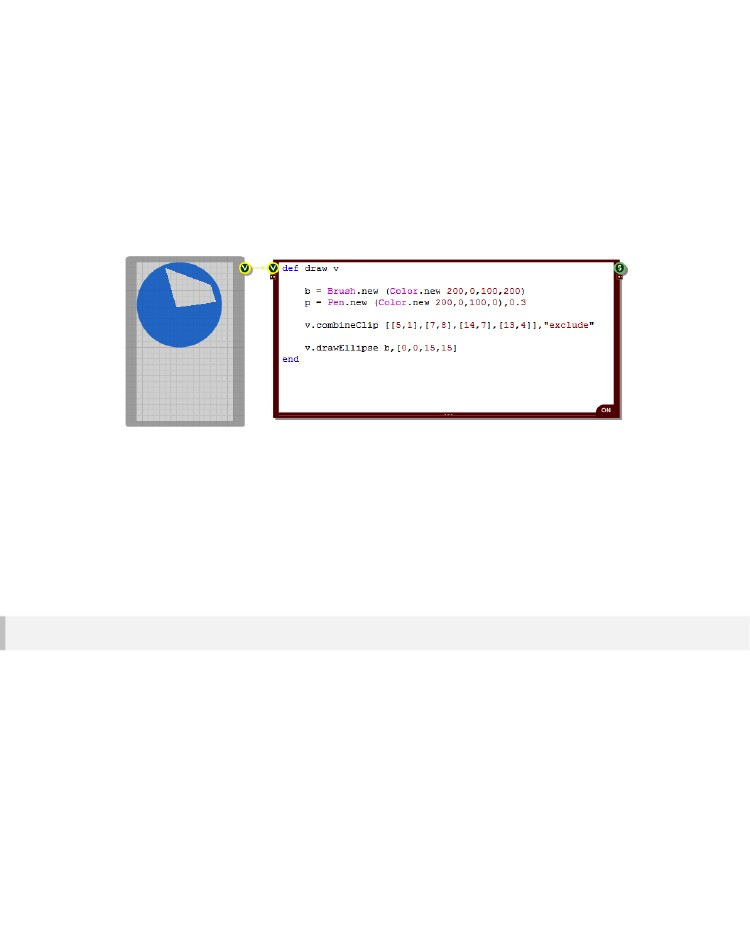 V
V
def draw v
S
b = Brush.new (Color.new 200,0,100,200)
p = Pen.new (Color.new 200,0,100,0),0.3
v.combineClip [[5,1],[7,8],[14,7],[13,4]],"exclude"
v.drawEllipse b,[0,0,15,15]
end
ON